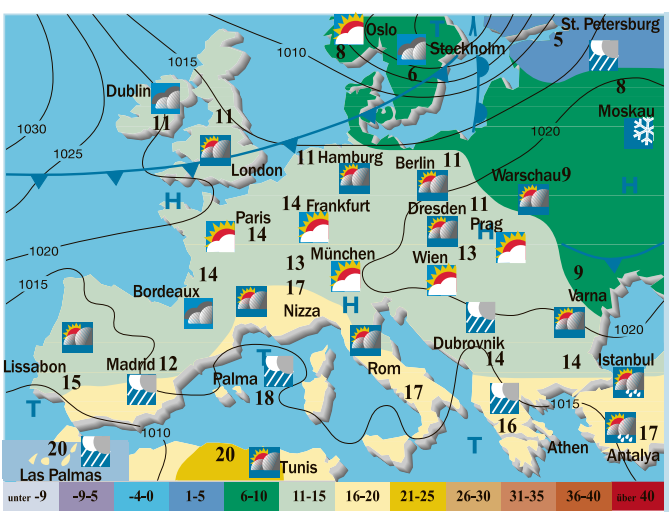 Oslo
T
St. Petersburg
8
Stockholm
5
1015
1010
6
8
Dublin
Moskau
11
11
1030
1020
1025
London
11
Hamburg
Berlin
11
Warschau
9
H
H
14
Frankfurt
Dresden
11
Paris
14
H
Prag
1020
13
München
Wien
13
14
9
1015
17
Bordeaux
H
Nizza
Varna
1020
Dubrovnik
Lissabon
Madrid
12
T
Rom
14
14
Istanbul
15
Palma
18
17
T
1015
16
1010
20
T
Athen
17
20
Las Palmas
Tunis
Antalya
unter -9
-9-5
-4-0
1-5
6-10
11-15
16-20
21-25
26-30
31-35
36-40
über 40